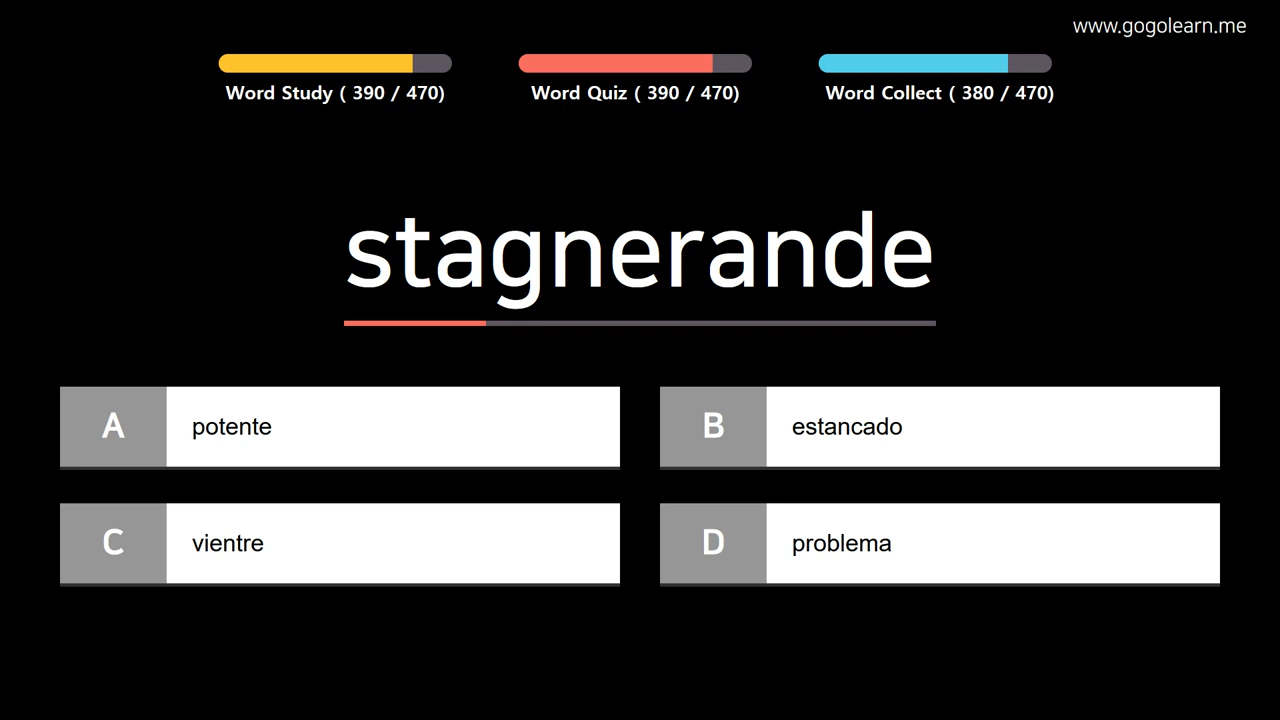 www.gogolearn.me
Word Study ( 390 / 470)
Word Quiz ( 390 / 470)
Word Collect ( 380 / 470)
stagnerande
A potente
B estancado
C vientre
D problema